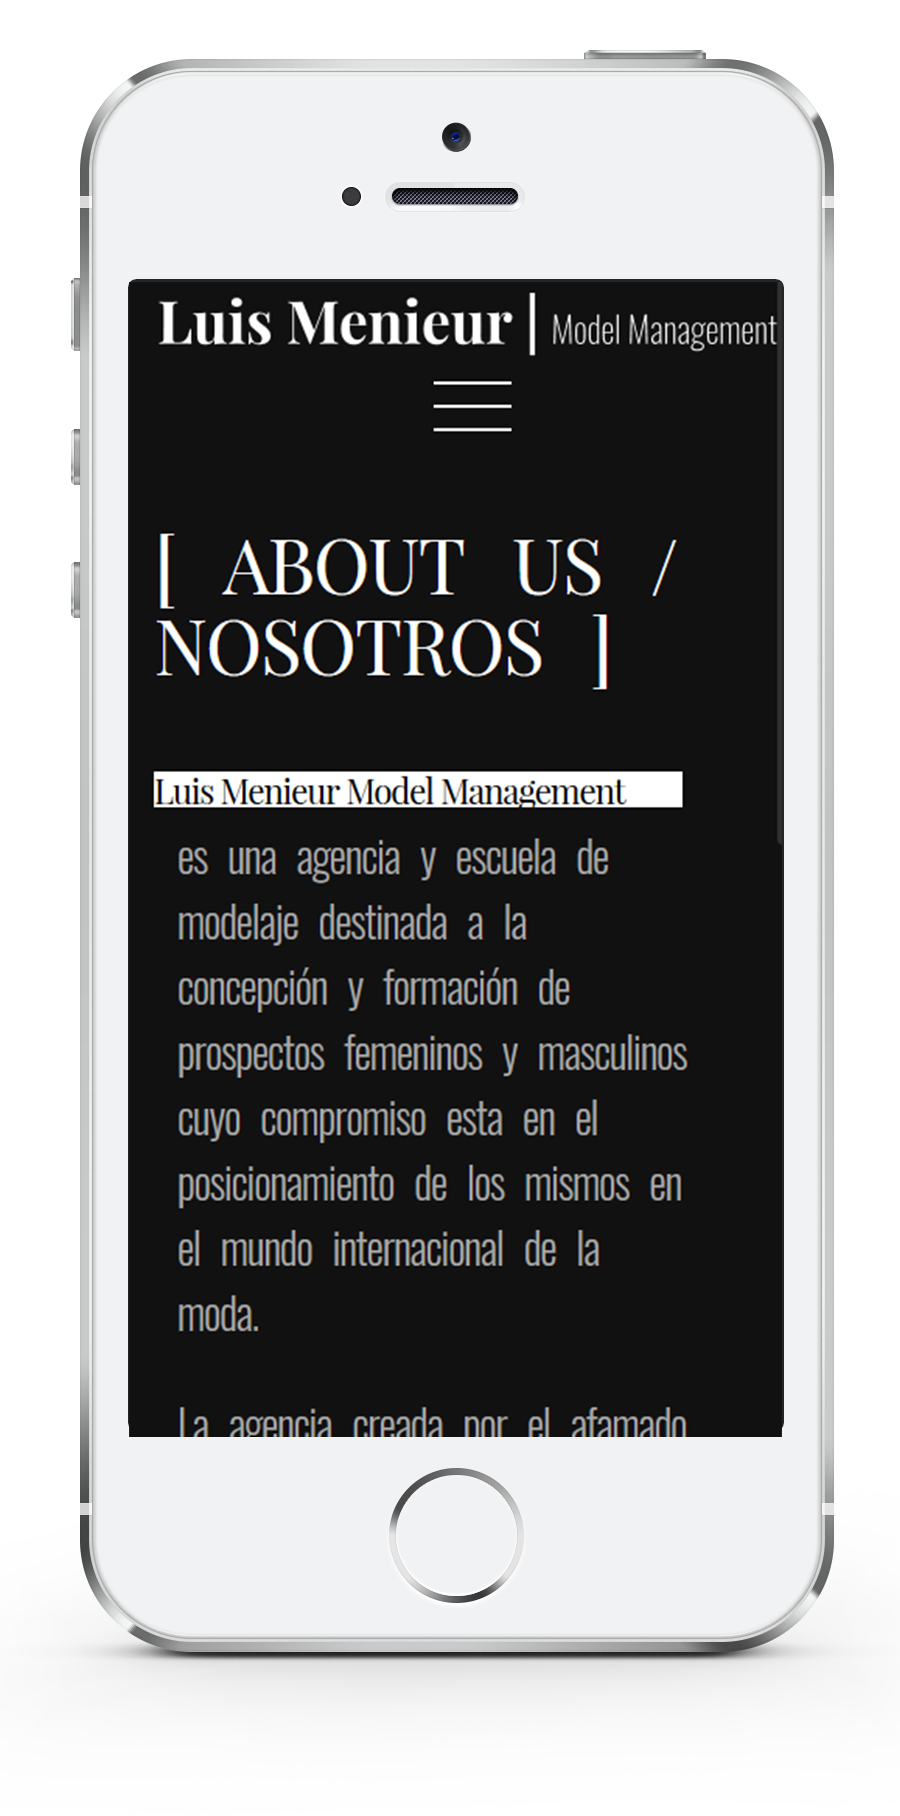 Luis Menieur | Model Management
[ ABOUT US /
NOSOTROS ]
Luis Menieur Model Management
es una agencia y escuela de
modelaje destinada a la
concepción y formación de
prospectos femeninos y masculinos
cuyo compromiso esta en el
posicionamiento de los mismos en
el mundo internacional de la
moda.
La agencia creada por el afamado